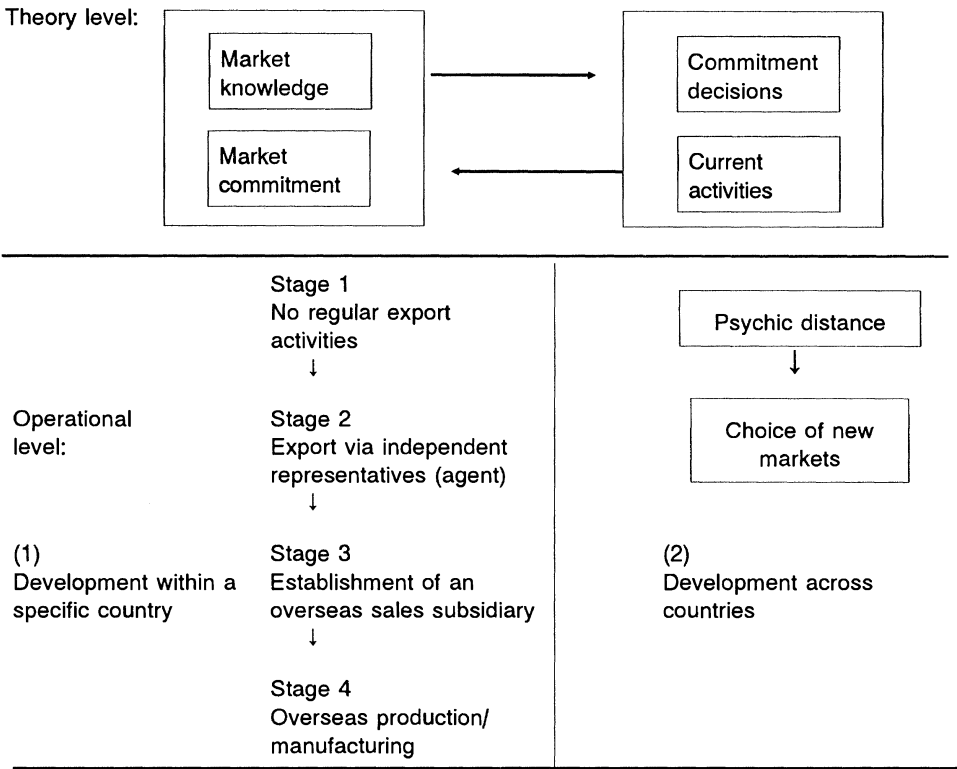 Theory level:
Market
knowledge
Market
commitment
Commitment
decisions
Current
activities
Stage 1
No regular export
activities
↓
Operational
level:
Stage 2
Export via independent
representatives (agent)
↓
(1)
Development within a
specific country
Stage 3
Establishment of an
overseas sales subsidiary
↓
Stage 4
Overseas production/
manufacturing
Psychic distance
↓
Choice of new
markets
(2)
Development across
countries